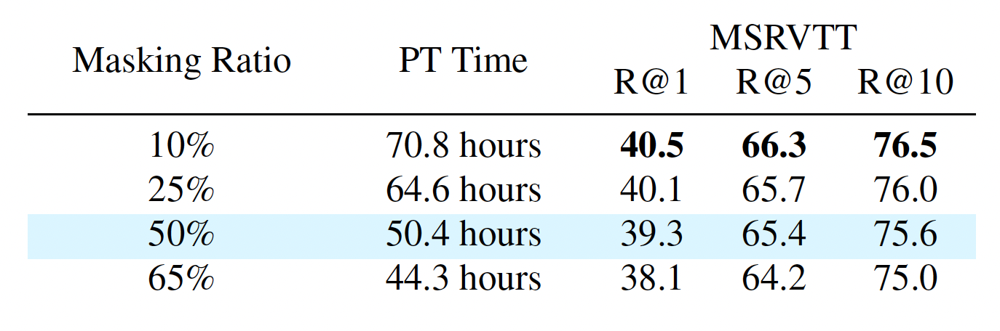 Masking Ratio PT Time MSRVTT
R@1 R@5 R@10
10% 70.8 hours 40.5 66.3 76.5
25% 64.6 hours 40.1 65.7 76.0
50% 50.4 hours 39.3 65.4 75.6
65% 44.3 hours 38.1 64.2 75.0